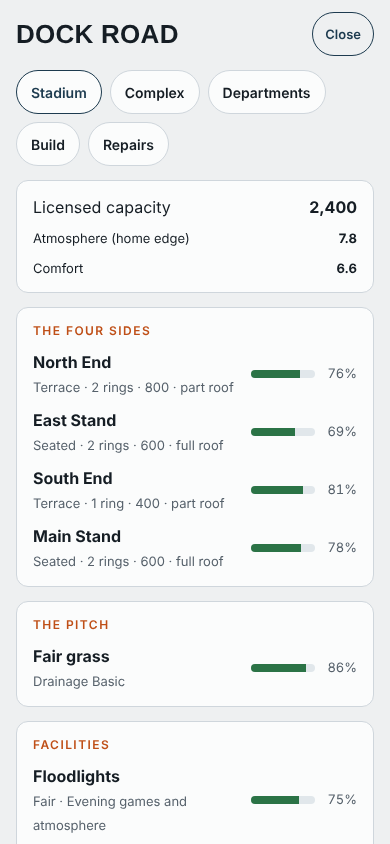 DOCK ROAD
Close
Stadium
Complex
Departments
Build
Repairs
Licensed capacity 2,400
Atmosphere (home edge) 7.8
Comfort 6.6
THE FOUR SIDES
North End
Terrace · 2 rings · 800 · part roof
76%
East Stand
Seated · 2 rings · 600 · full roof
69%
South End
Terrace · 1 ring · 400 · part roof
81%
Main Stand
Seated · 2 rings · 600 · full roof
78%
THE PITCH
Fair grass
Drainage Basic
86%
FACILITIES
Floodlights
Fair · Evening games and
atmosphere
75%